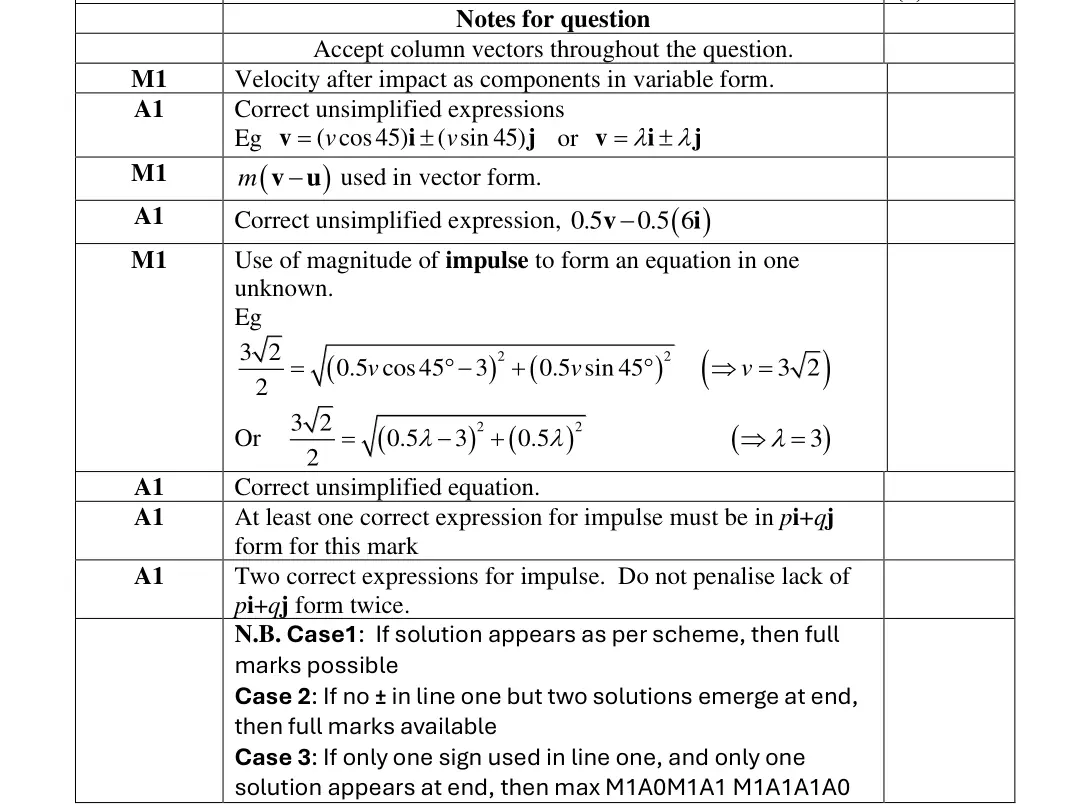 Notes for question
Accept column vectors throughout the question.
M1 Velocity after impact as components in variable form.
A1 Correct unsimplified expressions
Eg v = (v cos 45)i ± (v sin 45)j or v = λi ± λj
M1 m(v − u) used in vector form.
A1 Correct unsimplified expression, 0.5v − 0.5(6i)
M1 Use of magnitude of impulse to form an equation in one
unknown.
Eg
3√2/2 = √((0.5v cos 45° − 3)² + (0.5v sin 45°)²) (⇒ v = 3√2)
Or 3√2/2 = √((0.5λ − 3)² + (0.5λ)²) (⇒ λ = 3)
A1 Correct unsimplified equation.
A1 At least one correct expression for impulse must be in pi+qj
form for this mark
A1 Two correct expressions for impulse. Do not penalise lack of
pi+qj form twice.
N.B. Case1: If solution appears as per scheme, then full
marks possible
Case 2: If no ± in line one but two solutions emerge at end,
then full marks available
Case 3: If only one sign used in line one, and only one
solution appears at end, then max M1A0M1A1 M1A1A1A0